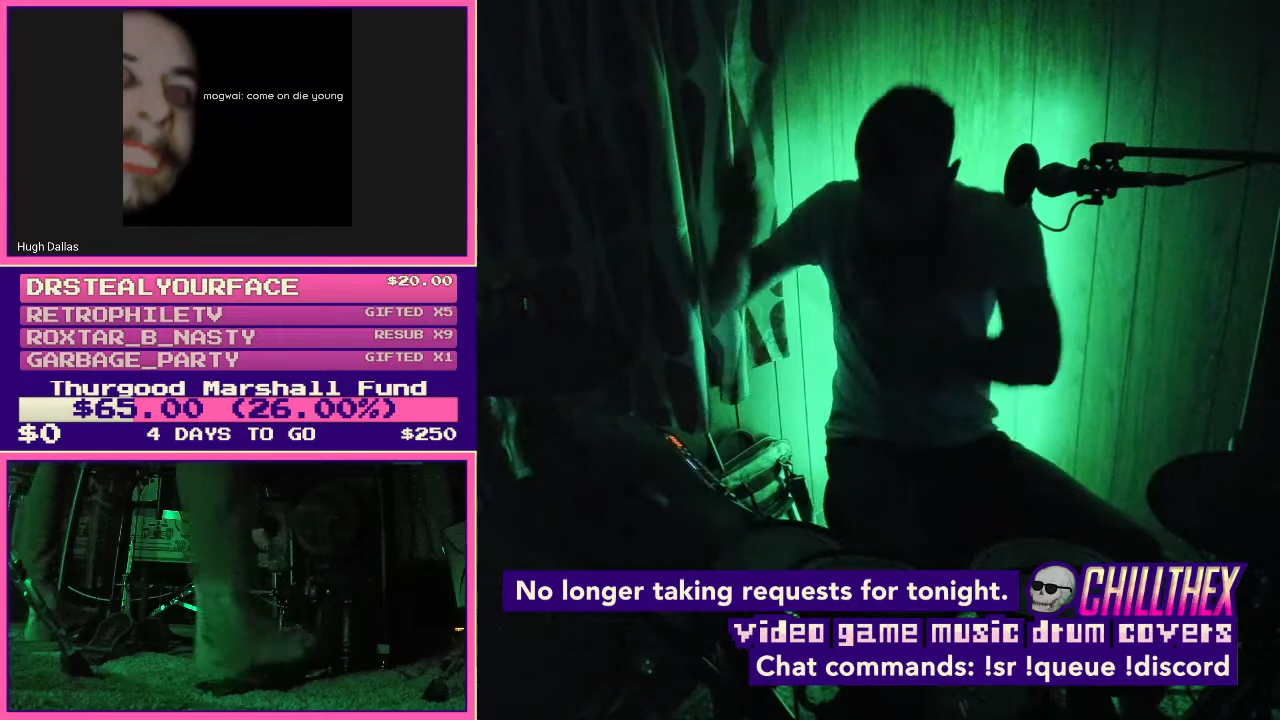 mogwai: come on die young
Hugh Dallas
DRSTEALYOURFACE $20.00
RETROPHILETV GIFTED X5
ROXTAR_B_NASTY RESUB X9
GARBAGE_PARTY GIFTED X1
Thurgood Marshall Fund
$65.00 (26.00%)
$0 4 DAYS TO GO $250
No longer taking requests for tonight.
CHILLTHEX
video game music drum covers
Chat commands: !sr !queue !discord